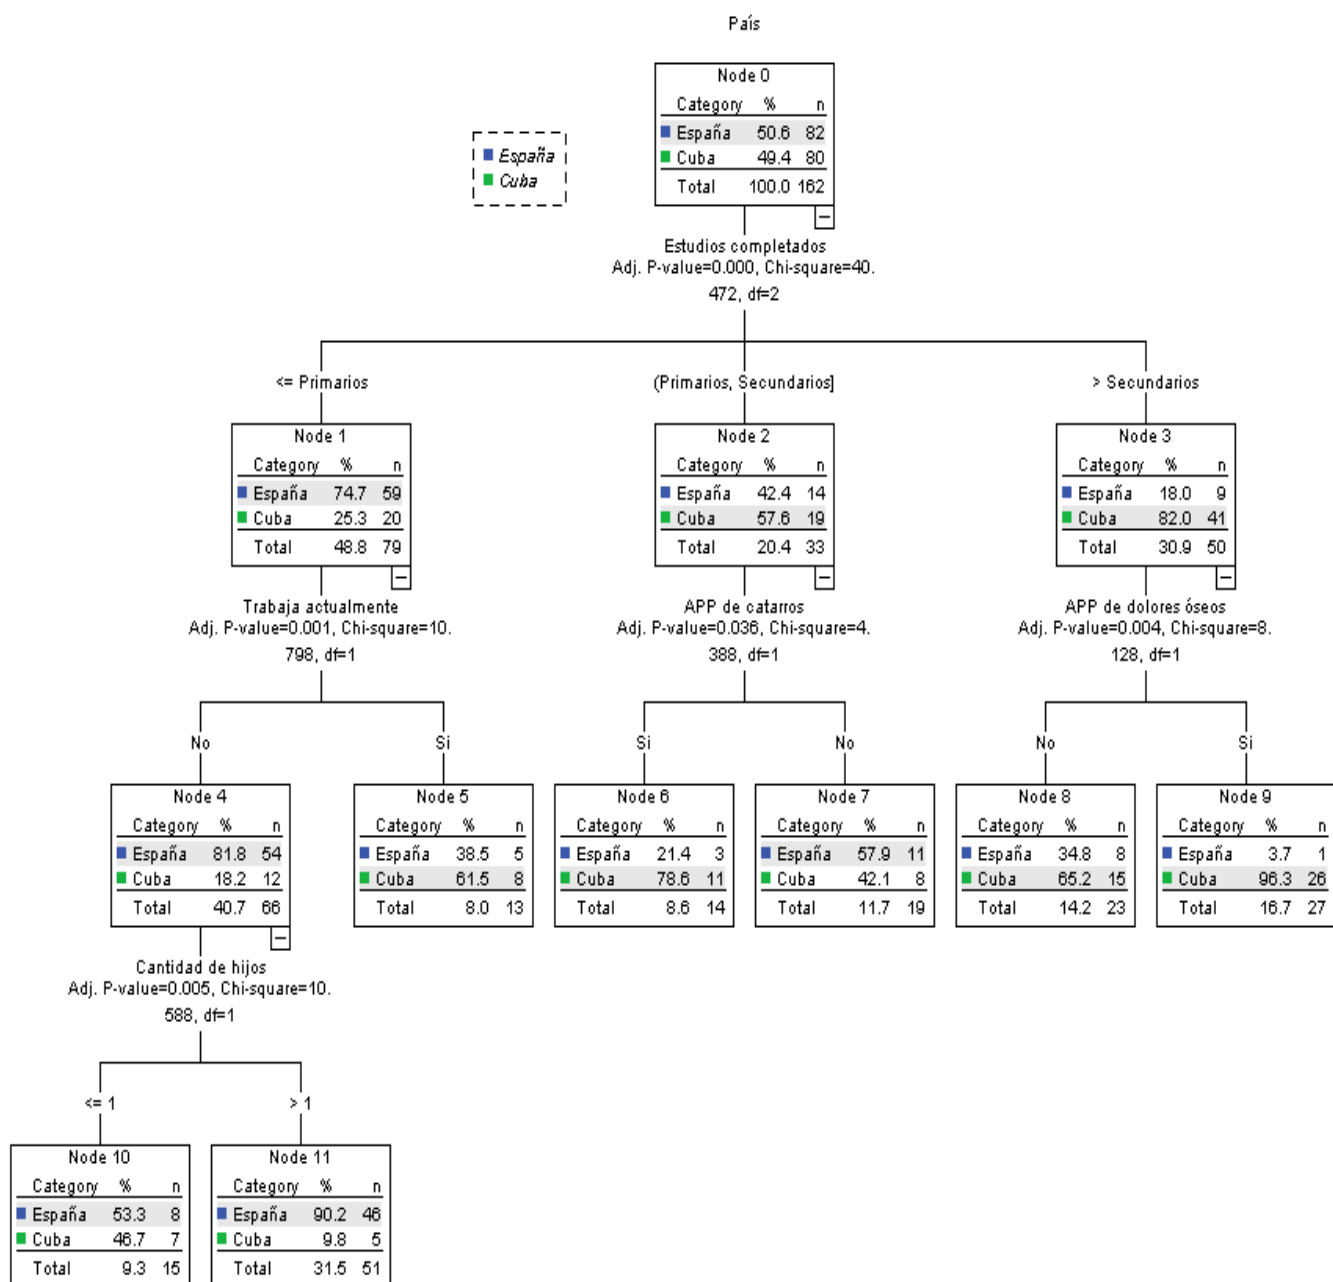 País
Node 0
Category % n
España 50.6 82
Cuba 49.4 80
Total 100.0 162
España
Cuba
Estudios completados
Adj. P-value=0.000, Chi-square=40.
472, df=2
<= Primarios
(Primarios, Secundarios]
> Secundarios
Node 1
Category % n
España 74.7 59
Cuba 25.3 20
Total 48.8 79
Node 2
Category % n
España 42.4 14
Cuba 57.6 19
Total 20.4 33
Node 3
Category % n
España 18.0 9
Cuba 82.0 41
Total 30.9 50
Trabaja actualmente
Adj. P-value=0.001, Chi-square=10.
798, df=1
APP de catarros
Adj. P-value=0.036, Chi-square=4.
388, df=1
APP de dolores óseos
Adj. P-value=0.004, Chi-square=8.
128, df=1
No
Si
Si
No
No
Si
Node 4
Category % n
España 81.8 54
Cuba 18.2 12
Total 40.7 66
Node 5
Category % n
España 38.5 5
Cuba 61.5 8
Total 8.0 13
Node 6
Category % n
España 21.4 3
Cuba 78.6 11
Total 8.6 14
Node 7
Category % n
España 57.9 11
Cuba 42.1 8
Total 11.7 19
Node 8
Category % n
España 34.8 8
Cuba 65.2 15
Total 14.2 23
Node 9
Category % n
España 3.7 1
Cuba 96.3 26
Total 16.7 27
Cantidad de hijos
Adj. P-value=0.005, Chi-square=10.
588, df=1
<= 1
> 1
Node 10
Category % n
España 53.3 8
Cuba 46.7 7
Total 9.3 15
Node 11
Category % n
España 90.2 46
Cuba 9.8 5
Total 31.5 51